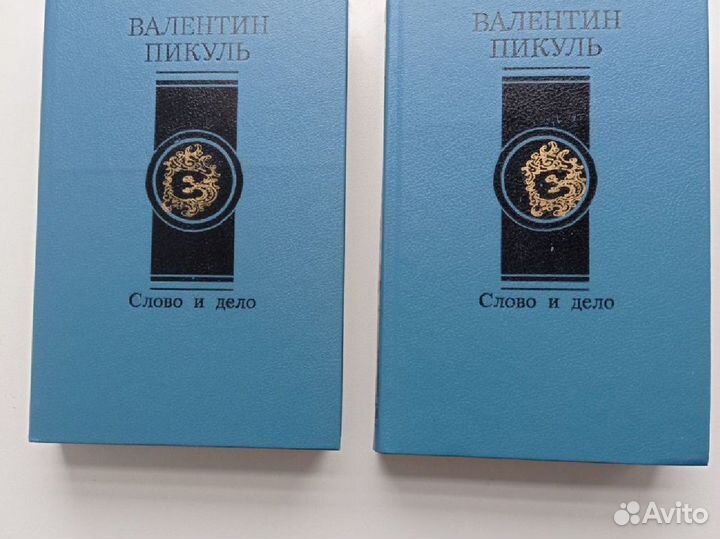 ВАЛЕНТИН
ПИКУЛЬ
Слово и дело
ВАЛЕНТИН
ПИКУЛЬ
Слово и дело
Avito